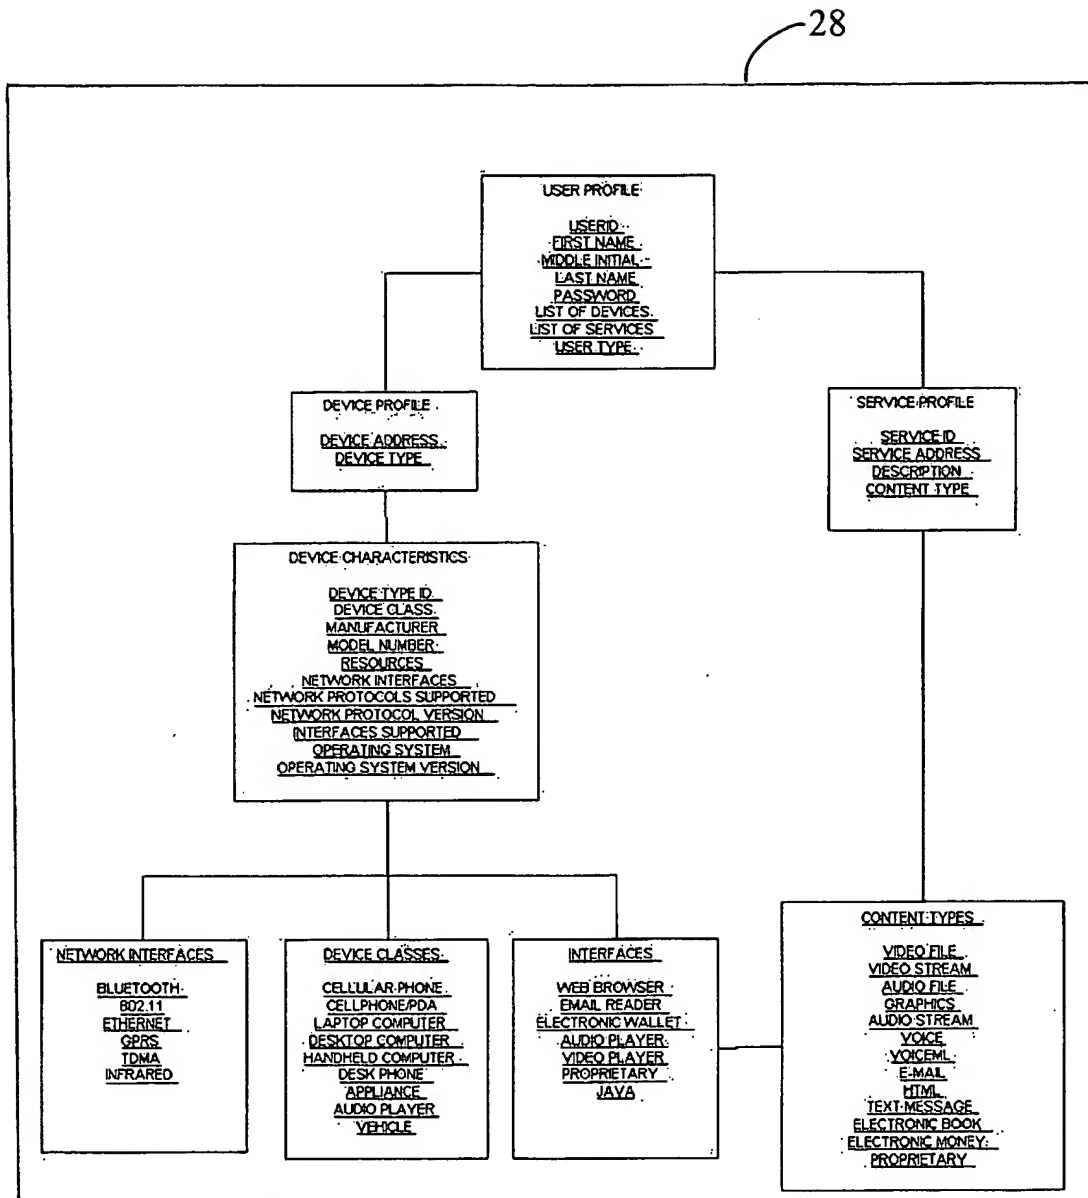 28
USER PROFILE
USERID
FIRST NAME
MIDDLE INITIAL
LAST NAME
PASSWORD
LIST OF DEVICES
LIST OF SERVICES
USER TYPE
DEVICE PROFILE
DEVICE ADDRESS
DEVICE TYPE
SERVICE PROFILE
SERVICE ID
SERVICE ADDRESS
DESCRIPTION
CONTENT TYPE
DEVICE CHARACTERISTICS
DEVICE TYPE ID
DEVICE CLASS
MANUFACTURER
MODEL NUMBER
RESOURCES
NETWORK INTERFACES
NETWORK PROTOCOLS SUPPORTED
NETWORK PROTOCOL VERSION
INTERFACES SUPPORTED
OPERATING SYSTEM
OPERATING SYSTEM VERSION
NETWORK INTERFACES
BLUETOOTH
802.11
ETHERNET
GPRS
TDMA
INFRARED
DEVICE CLASSES
CELLULAR PHONE
CELLPHONE/PDA
LAPTOP COMPUTER
DESKTOP COMPUTER
HANDHELD COMPUTER
DESK PHONE
APPLIANCE
AUDIO PLAYER
VEHICLE
INTERFACES
WEB BROWSER
EMAIL READER
ELECTRONIC WALLET
AUDIO PLAYER
VIDEO PLAYER
PROPRIETARY
JAVA
CONTENT TYPES
VIDEO FILE
VIDEO STREAM
AUDIO FILE
GRAPHICS
AUDIO STREAM
VOICE
VOICEML
E-MAIL
HTML
TEXT MESSAGE
ELECTRONIC BOOK
ELECTRONIC MONEY
PROPRIETARY